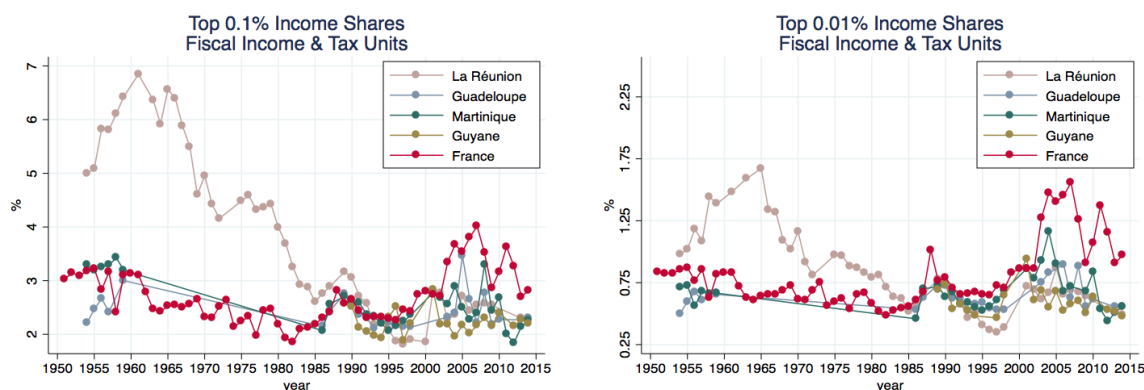 Top 0.1% Income Shares
Fiscal Income & Tax Units
7
6
5
4
3
2
%
La Réunion
Guadeloupe
Martinique
Guyane
France
1950 1955 1960 1965 1970 1975 1980 1985 1990 1995 2000 2005 2010 2015
year
Top 0.01% Income Shares
Fiscal Income & Tax Units
2.25
1.75
1.25
0.75
0.25
%
La Réunion
Guadeloupe
Martinique
Guyane
France
1950 1955 1960 1965 1970 1975 1980 1985 1990 1995 2000 2005 2010 2015
year